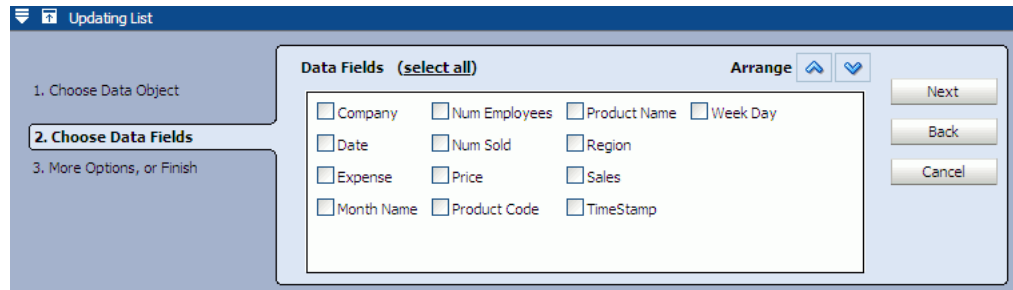 Updating List
1. Choose Data Object
2. Choose Data Fields
3. More Options, or Finish
Data Fields (select all)
Arrange
Company Num Employees Product Name Week Day
Date Num Sold Region
Expense Price Sales
Month Name Product Code TimeStamp
Next
Back
Cancel